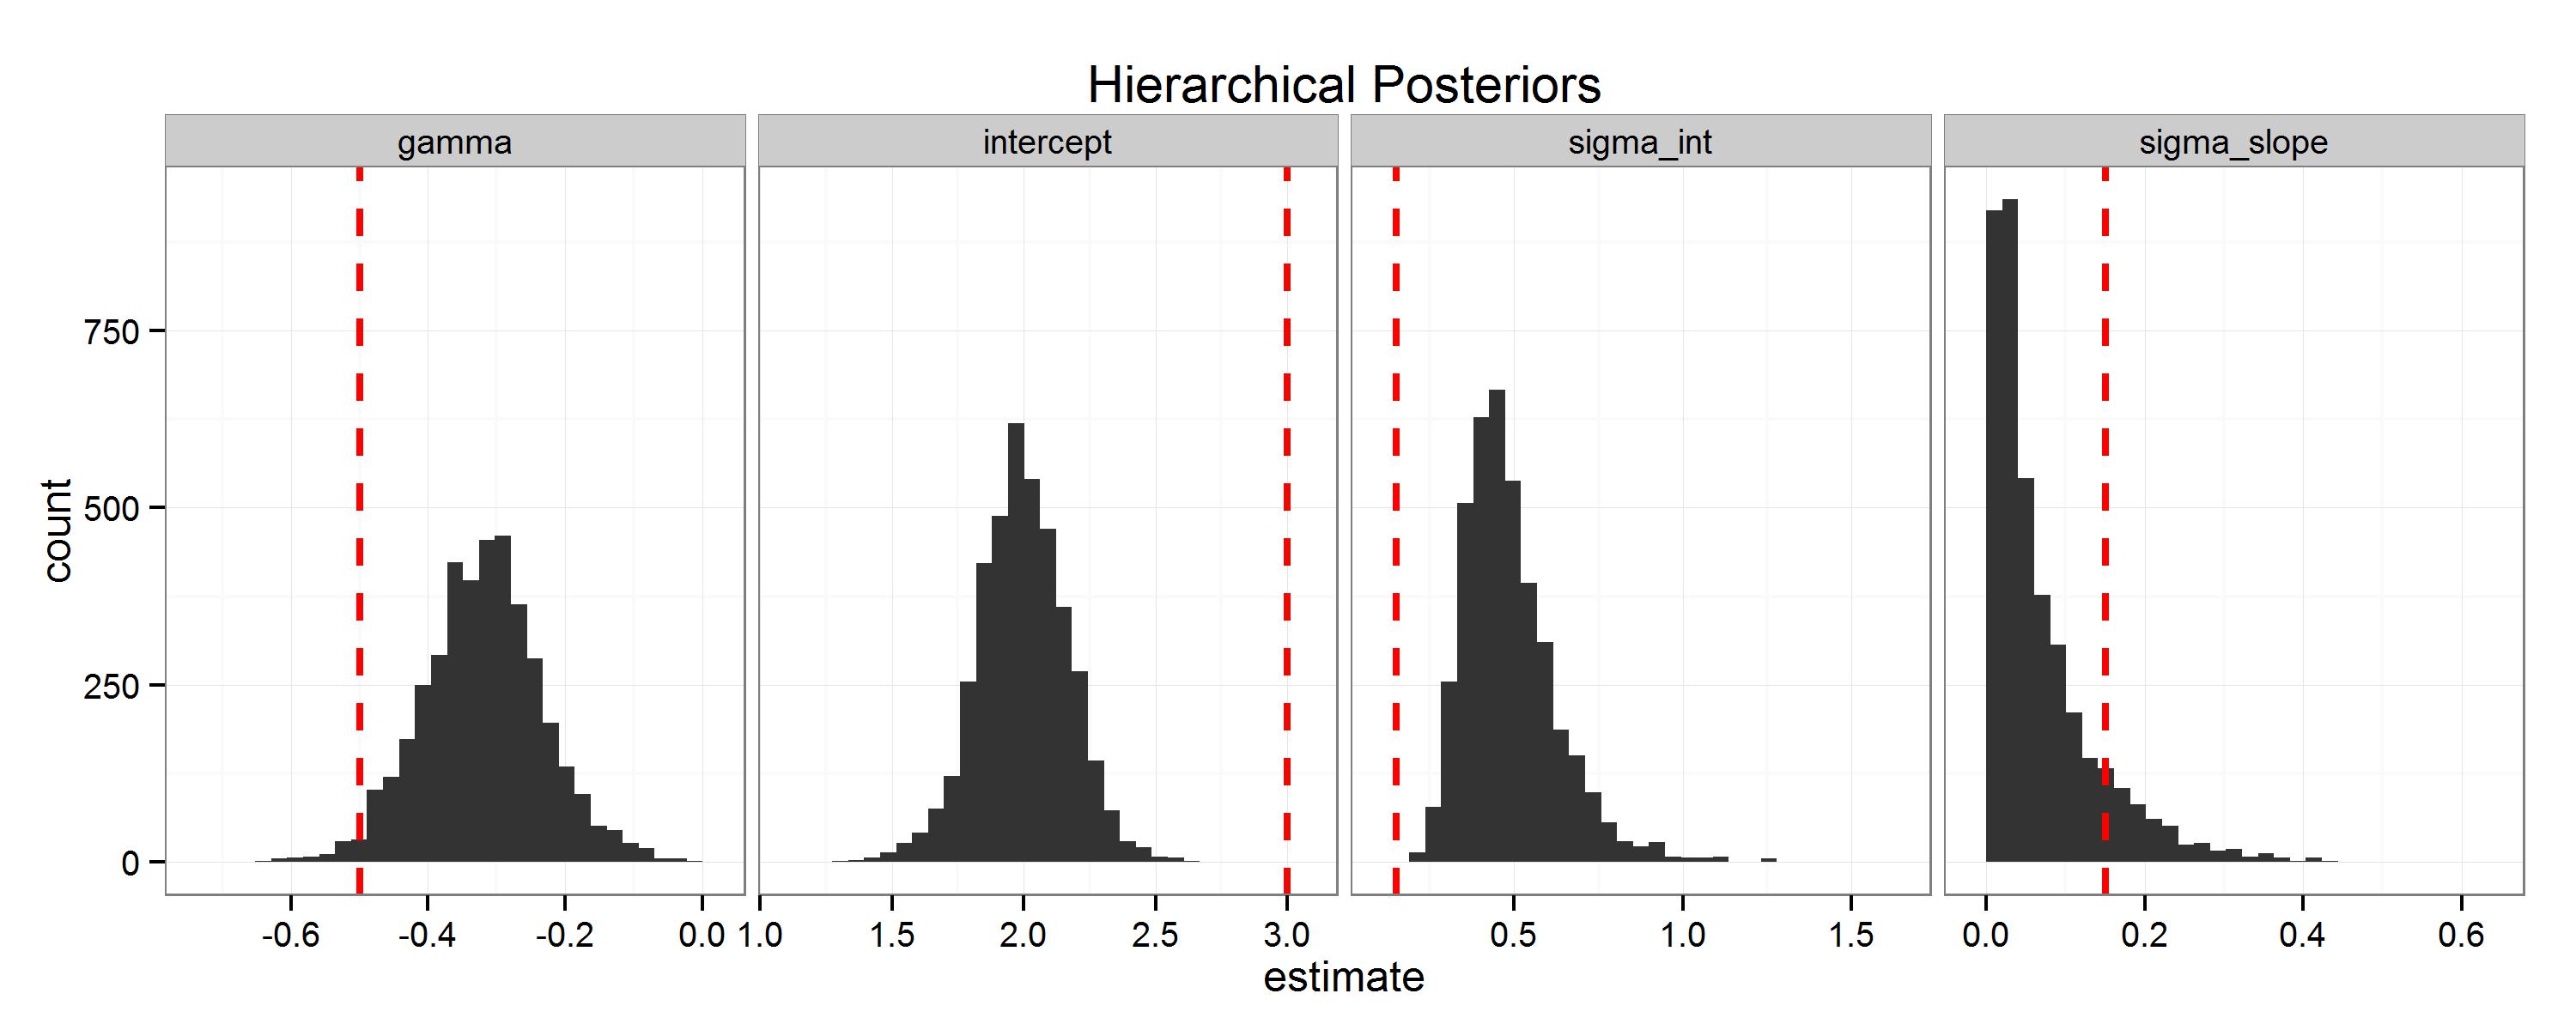 Hierarchical Posteriors
gamma intercept sigma_int sigma_slope
count
750
500
250
0
-0.6 -0.4 -0.2 0.0 1.0 1.5 2.0 2.5 3.0 0.5 1.0 1.5 0.0 0.2 0.4 0.6
estimate